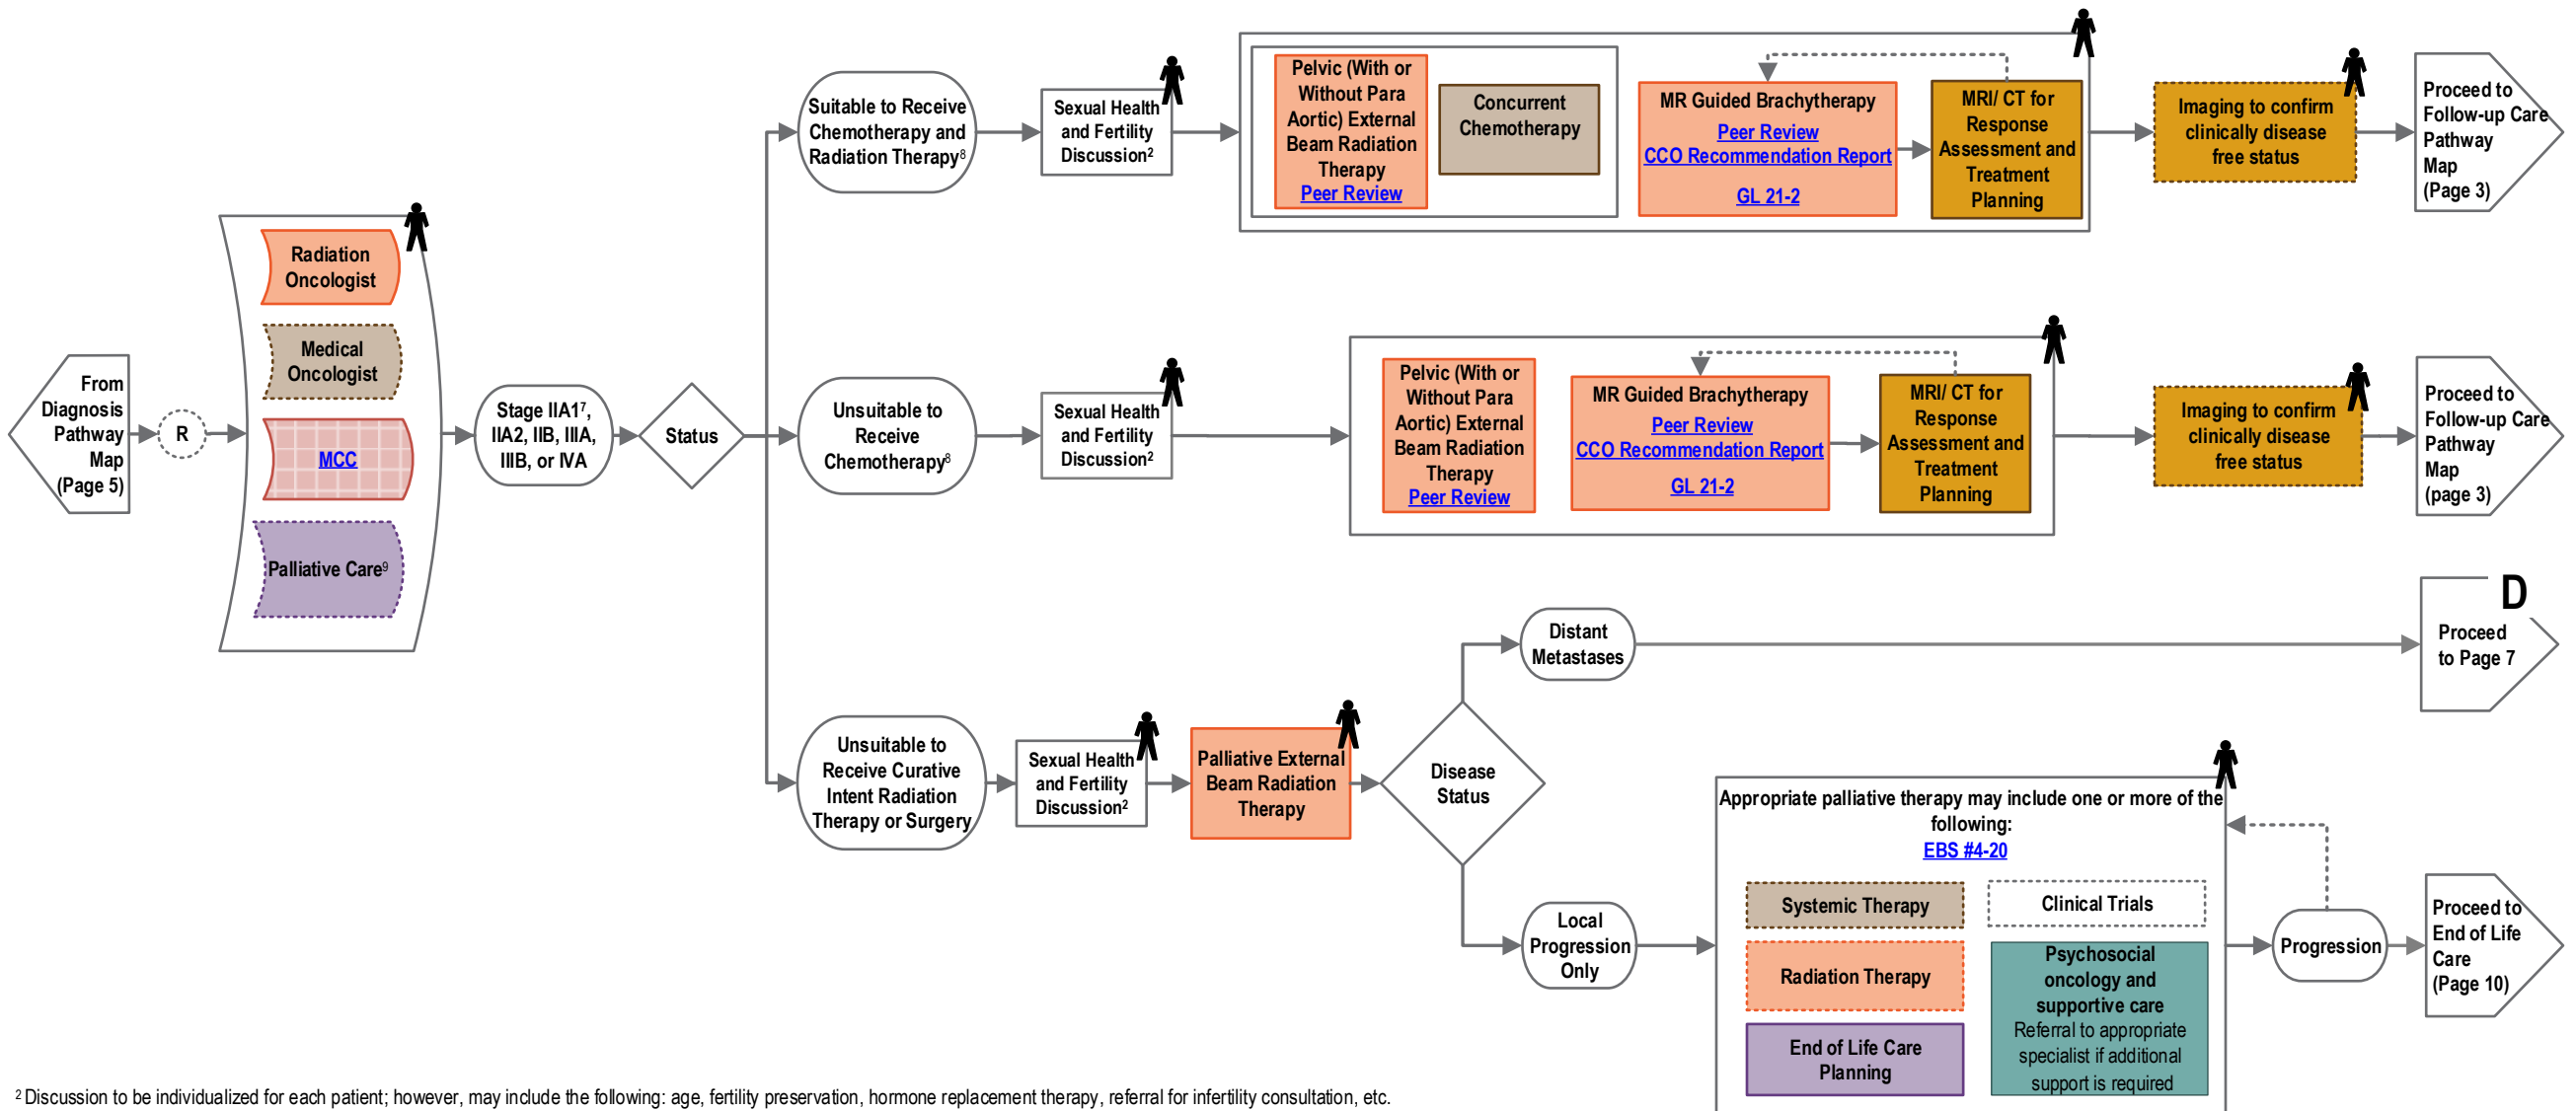 From
Diagnosis
Pathway
Map
(Page 5)
R
Radiation
Oncologist
Medical
Oncologist
MCC
Palliative Care⁹
Stage IIA1⁷,
IIA2, IIB, IIIA,
IIIB, or IVA
Status
Suitable to Receive
Chemotherapy and
Radiation Therapy⁸
Sexual Health
and Fertility
Discussion²
Pelvic (With or
Without Para
Aortic) External
Beam Radiation
Therapy
Peer Review
Concurrent
Chemotherapy
MR Guided Brachytherapy
Peer Review
CCO Recommendation Report
GL 21-2
MRI/ CT for
Response
Assessment and
Treatment
Planning
Imaging to confirm
clinically disease
free status
Proceed to
Follow-up Care
Pathway
Map
(Page 3)
Unsuitable to
Receive
Chemotherapy⁸
Sexual Health
and Fertility
Discussion²
Pelvic (With or
Without Para
Aortic) External
Beam Radiation
Therapy
Peer Review
MR Guided Brachytherapy
Peer Review
CCO Recommendation Report
GL 21-2
MRI/ CT for
Response
Assessment and
Treatment
Planning
Imaging to confirm
clinically disease
free status
Proceed to
Follow-up Care
Pathway
Map
(page 3)
Unsuitable to
Receive Curative
Intent Radiation
Therapy or Surgery
Sexual Health
and Fertility
Discussion²
Palliative External
Beam Radiation
Therapy
Disease
Status
Distant
Metastases
D
Proceed
to Page 7
Local
Progression
Only
Appropriate palliative therapy may include one or more of the
following:
EBS #4-20
Systemic Therapy
Clinical Trials
Radiation Therapy
Psychosocial
oncology and
supportive care
Referral to appropriate
specialist if additional
support is required
End of Life Care
Planning
Progression
Proceed to
End of Life
Care
(Page 10)
² Discussion to be individualized for each patient; however, may include the following: age, fertility preservation, hormone replacement therapy, referral for infertility consultation, etc.